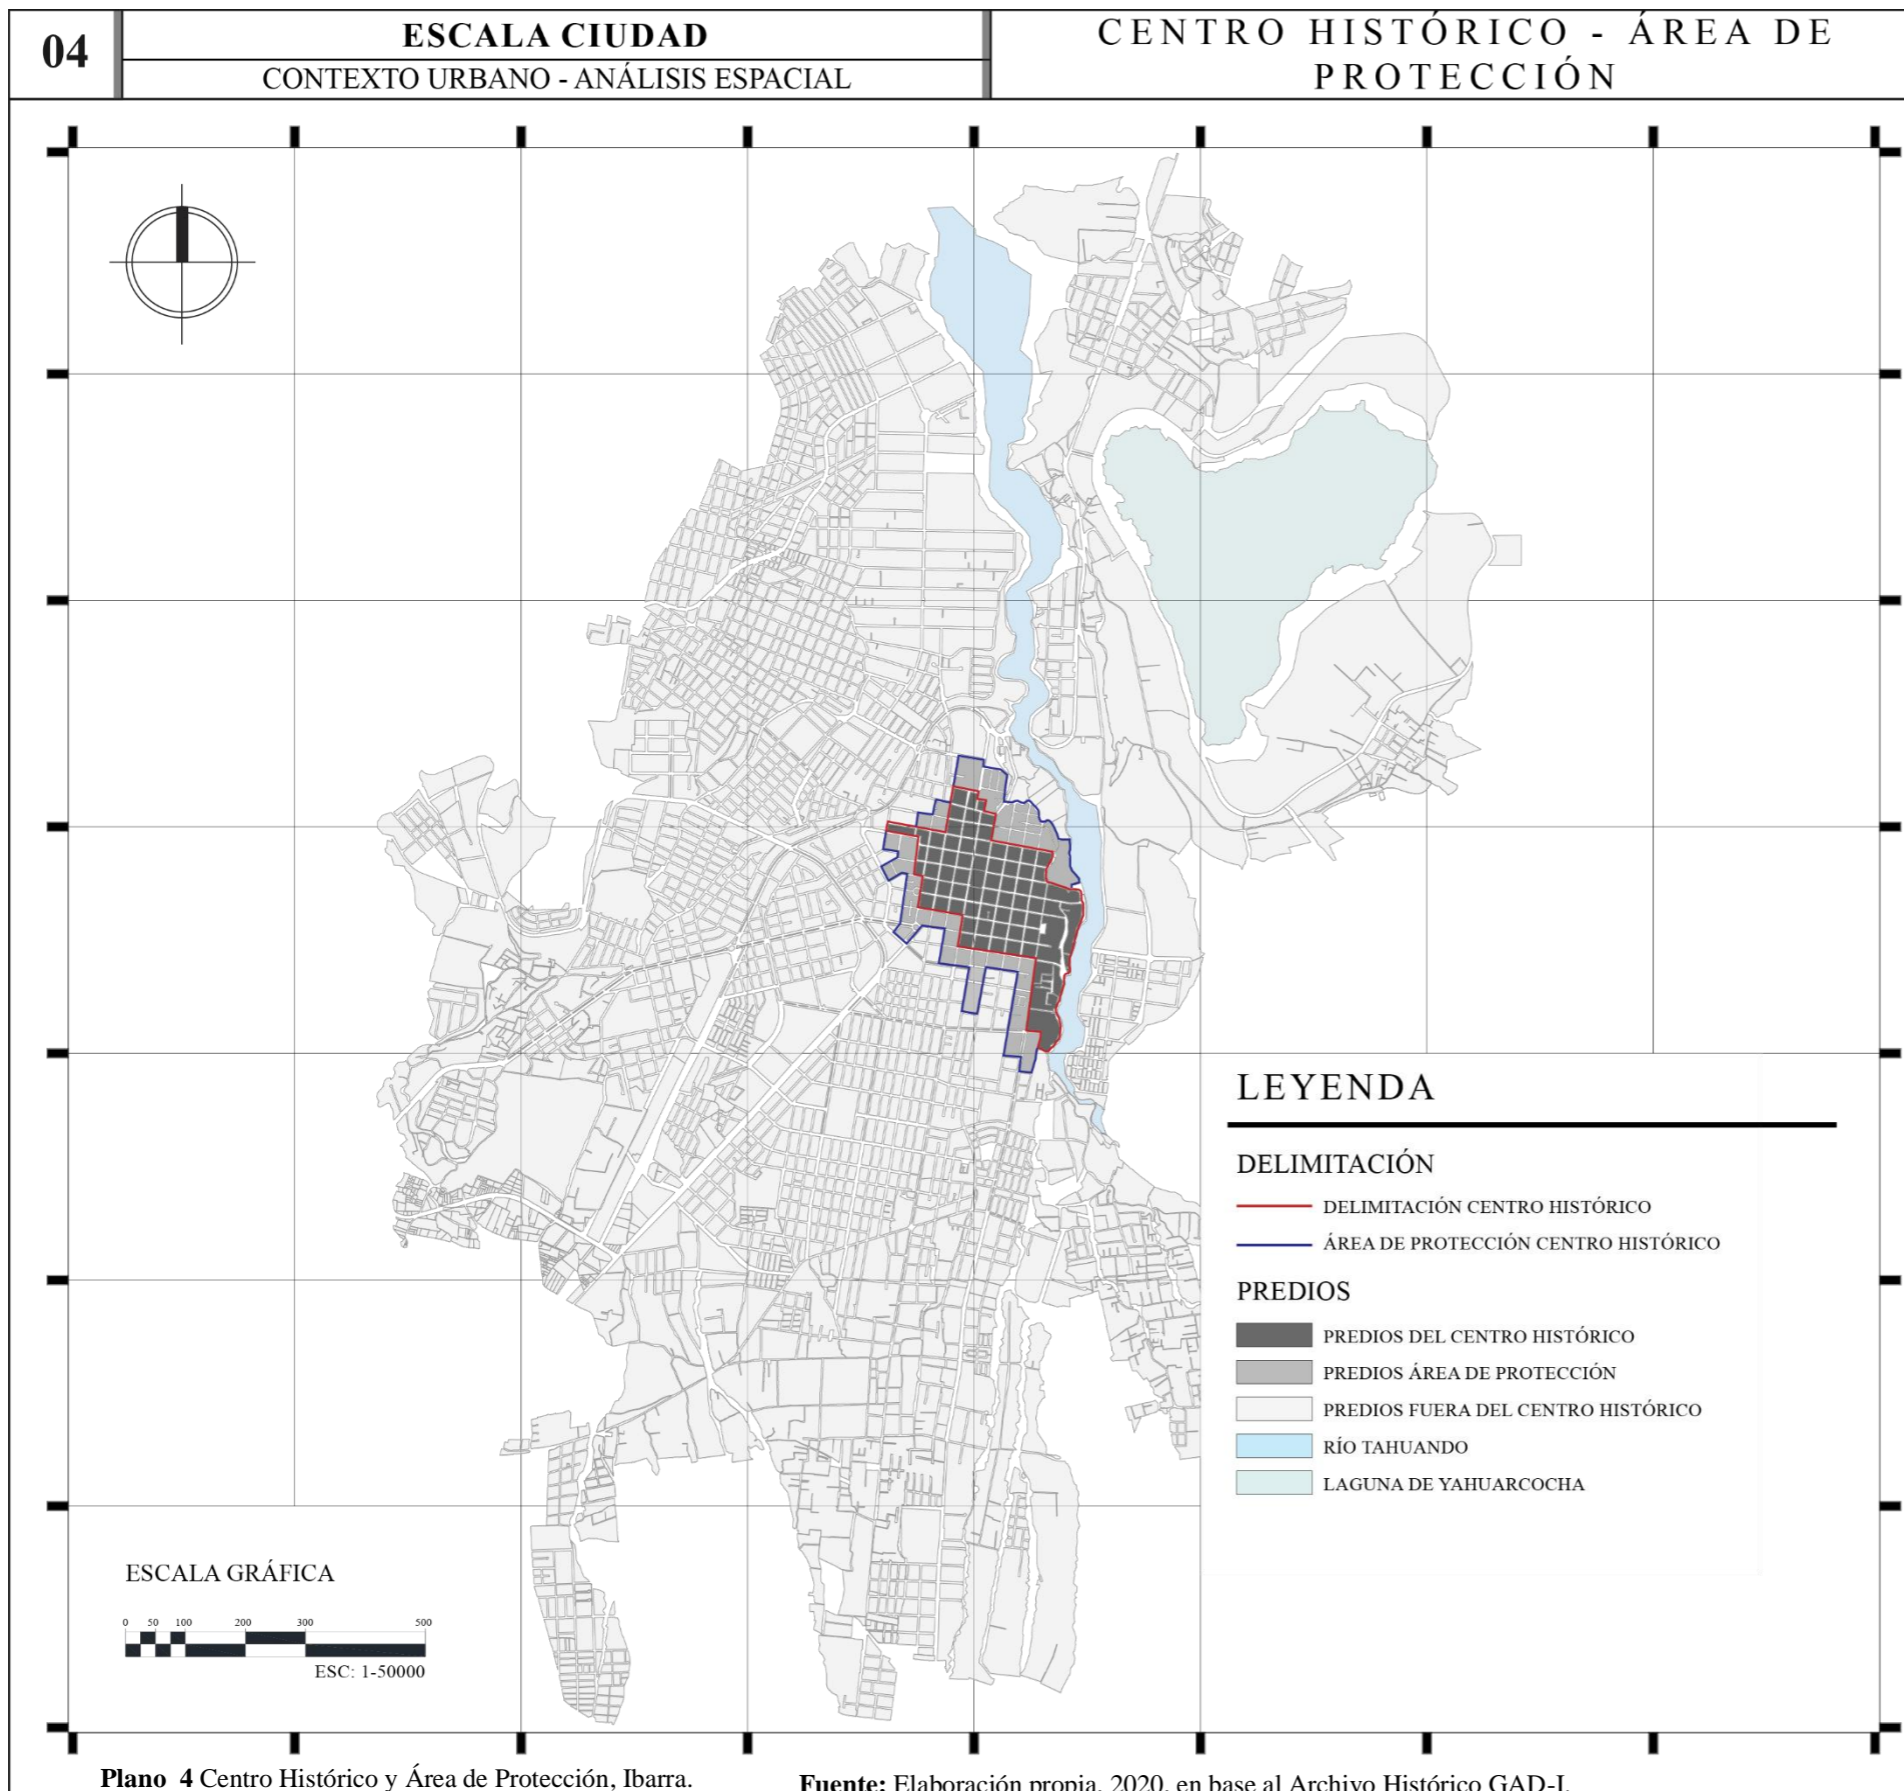 04
ESCALA CIUDAD
CONTEXTO URBANO - ANÁLISIS ESPACIAL
CENTRO HISTÓRICO - ÁREA DE
PROTECCIÓN
LEYENDA
DELIMITACIÓN
DELIMITACIÓN CENTRO HISTÓRICO
ÁREA DE PROTECCIÓN CENTRO HISTÓRICO
PREDIOS
PREDIOS DEL CENTRO HISTÓRICO
PREDIOS ÁREA DE PROTECCIÓN
PREDIOS FUERA DEL CENTRO HISTÓRICO
RÍO TAHUANDO
LAGUNA DE YAHUARCOCHA
ESCALA GRÁFICA
0 50 100 200 300 500
ESC: 1-50000
Plano 4 Centro Histórico y Área de Protección, Ibarra.
Fuente: Elaboración propia, 2020, en base al Archivo Histórico GAD-I.